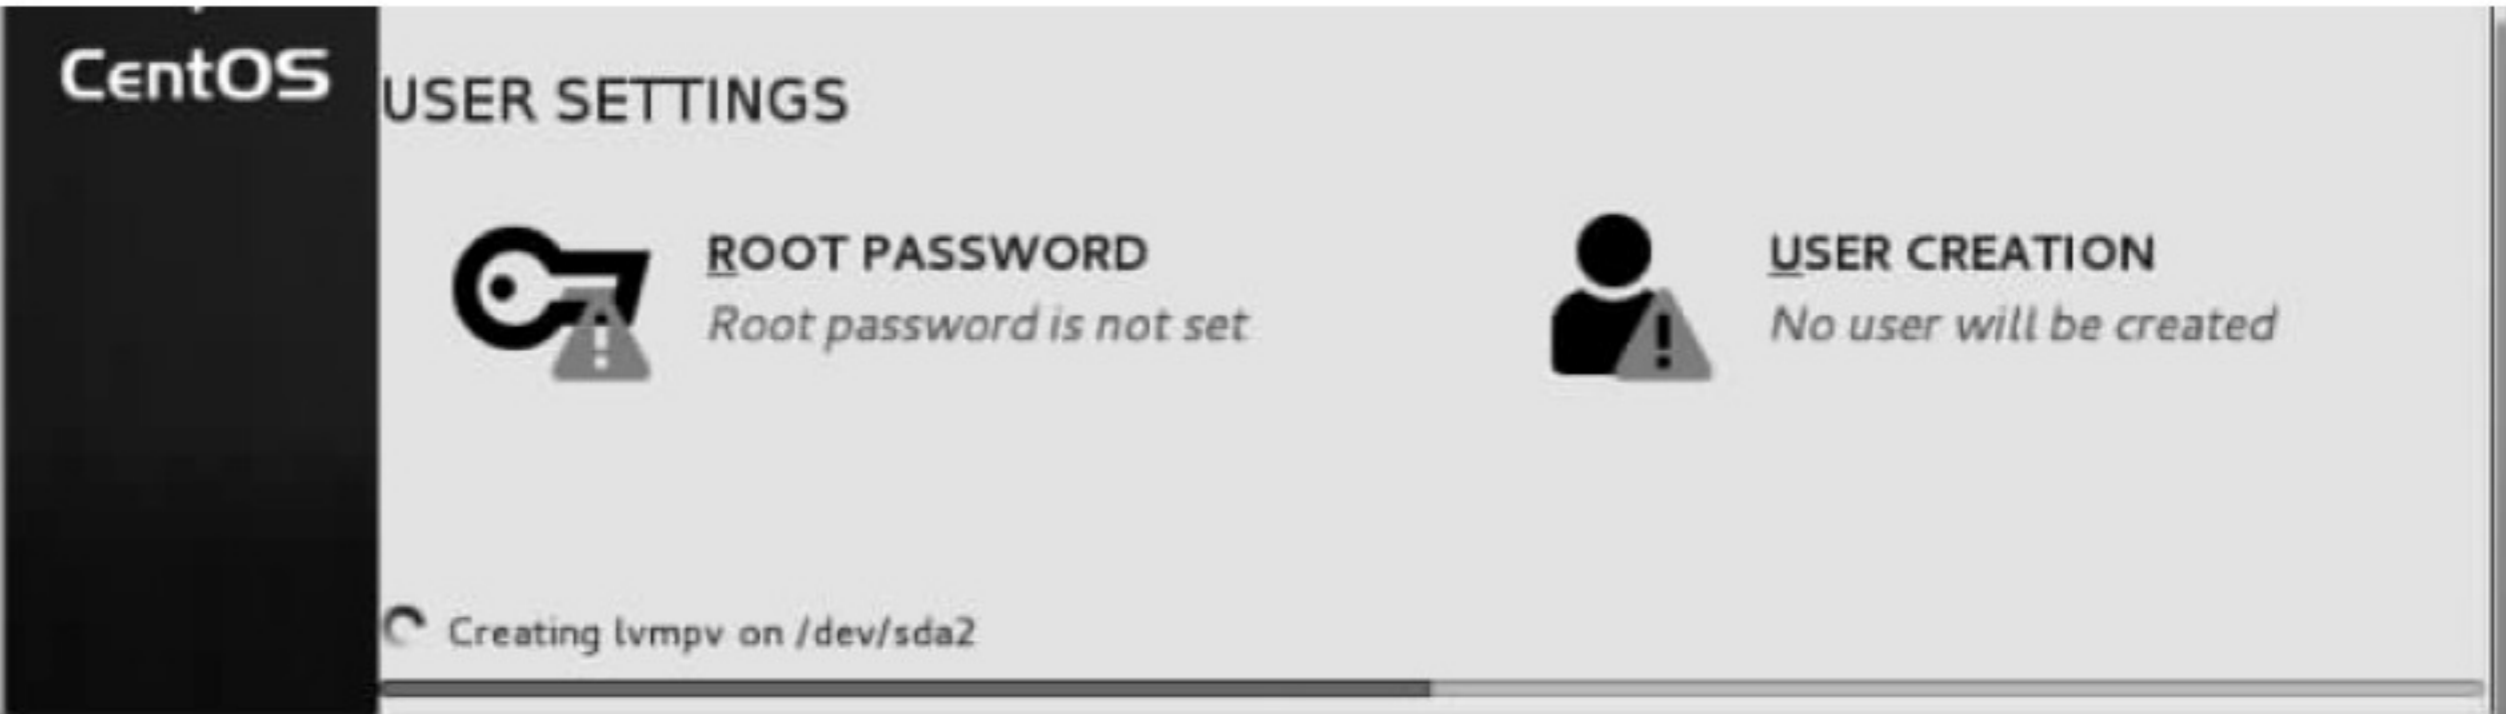 CentOS
USER SETTINGS
ROOT PASSWORD
Root password is not set
USER CREATION
No user will be created
Creating lvmpv on /dev/sda2